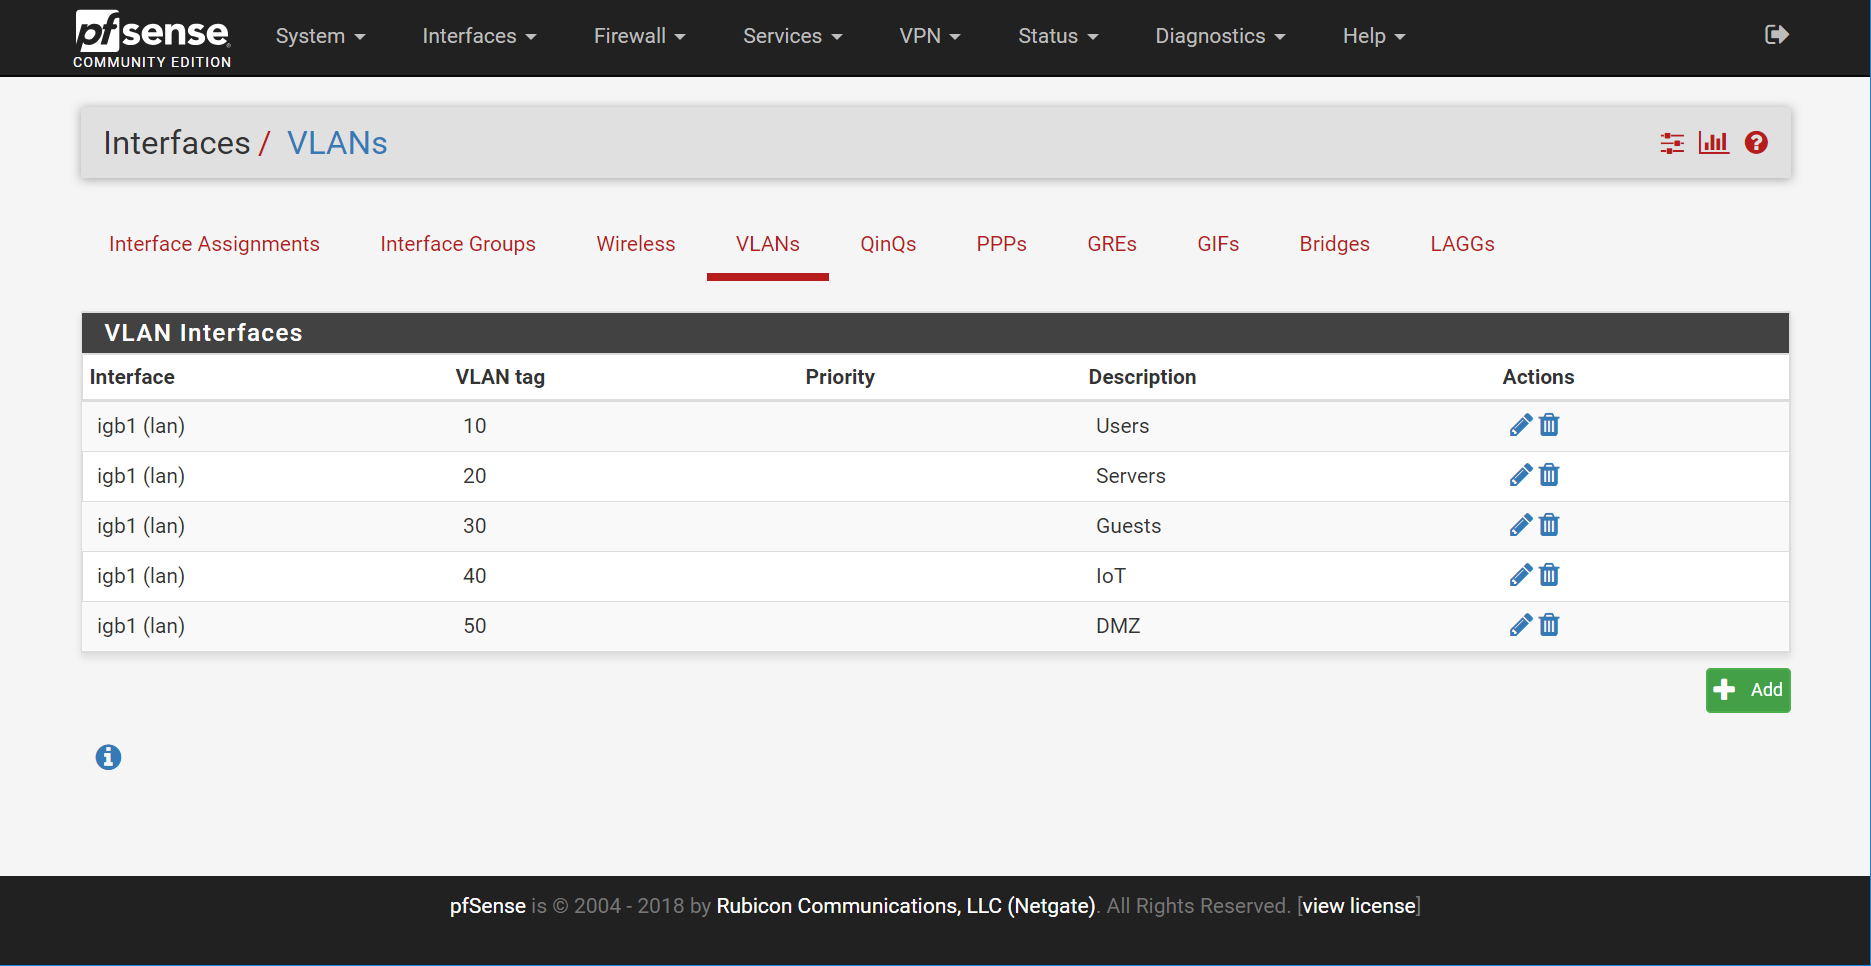 pfsense
COMMUNITY EDITION
System Interfaces Firewall Services VPN Status Diagnostics Help
Interfaces / VLANs
Interface Assignments Interface Groups Wireless VLANs QinQs PPPs GREs GIFs Bridges LAGGs
VLAN Interfaces
Interface VLAN tag Priority Description Actions
igb1 (lan) 10 Users
igb1 (lan) 20 Servers
igb1 (lan) 30 Guests
igb1 (lan) 40 IoT
igb1 (lan) 50 DMZ
Add
pfSense is © 2004 - 2018 by Rubicon Communications, LLC (Netgate). All Rights Reserved. [view license]